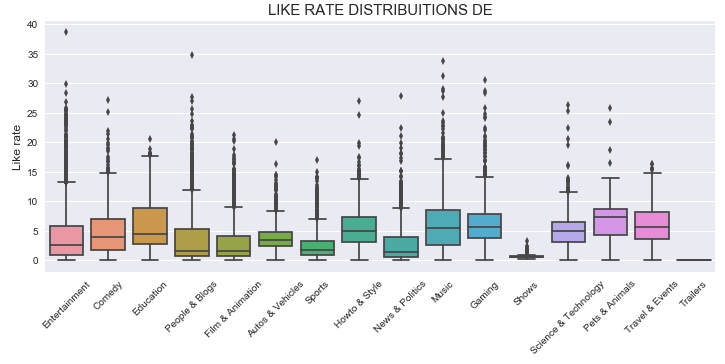 LIKE RATE DISTRIBUITIONS DE
Like rate
40
35
30
25
20
15
10
5
0
Entertainment
Comedy
Education
People & Blogs
Film & Animation
Autos & Vehicles
Sports
Howto & Style
News & Politics
Music
Gaming
Shows
Science & Technology
Pets & Animals
Travel & Events
Trailers